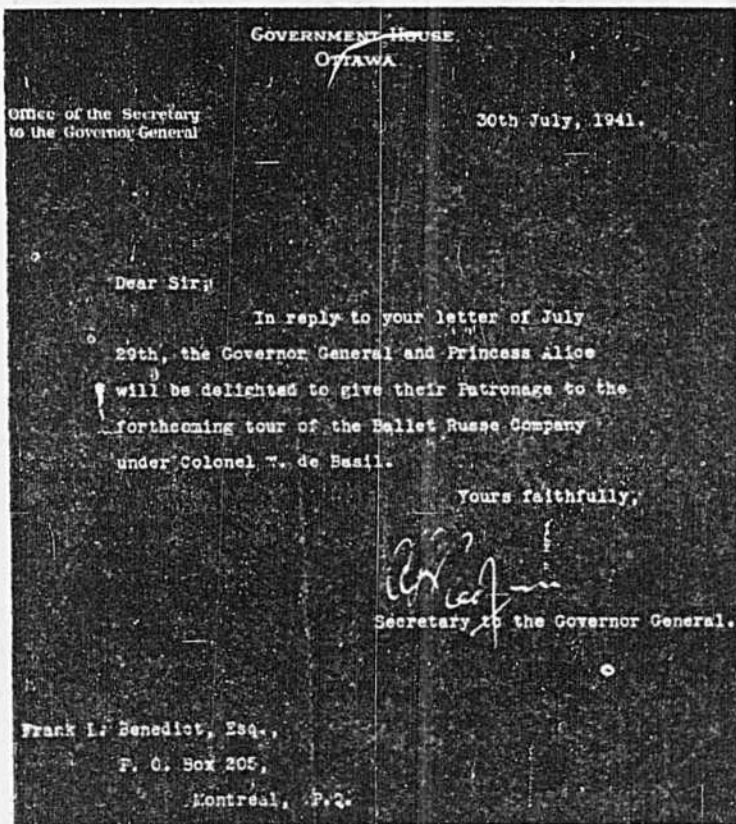 GOVERNMENT HOUSE
OTTAWA
Office of the Secretary
to the Governor General
30th July, 1941.
Dear Sir,
In reply to your letter of July
29th, the Governor General and Princess Alice
will be delighted to give their Patronage to the
forthcoming tour of the Ballet Russe Company
under Colonel de Basil.
Yours faithfully,
Secretary to the Governor General.
Frank L. Benedict, Esq.,
P. O. Box 205,
Montreal, P.Q.